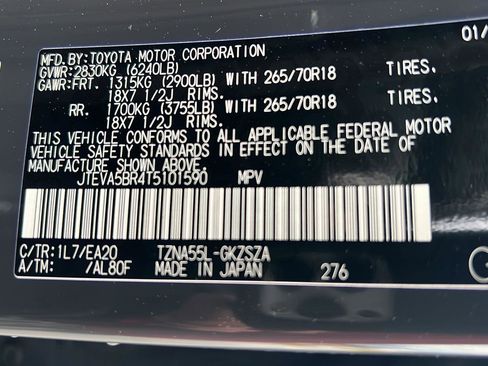 MFD.BY:TOYOTA MOTOR CORPORATION 01/
GVWR:2830KG (6240LB)
GAWR:FRT. 1315KG (2900LB) WITH 265/70R18 TIRES.
18X7 1/2J RIMS.
RR. 1700KG (3755LB) WITH 265/70R18 TIRES.
18X7 1/2J RIMS.
THIS VEHICLE CONFORMS TO ALL APPLICABLE FEDERAL MOTOR
VEHICLE SAFETY STANDARDS IN EFFECT ON THE DATE OF
MANUFACTURE SHOWN ABOVE.
JTEVA5BR4T5101590 MPV
C/TR:1L7/EA20 TZNA55L-GKZSZA
A/TM: /AL80F MADE IN JAPAN 276